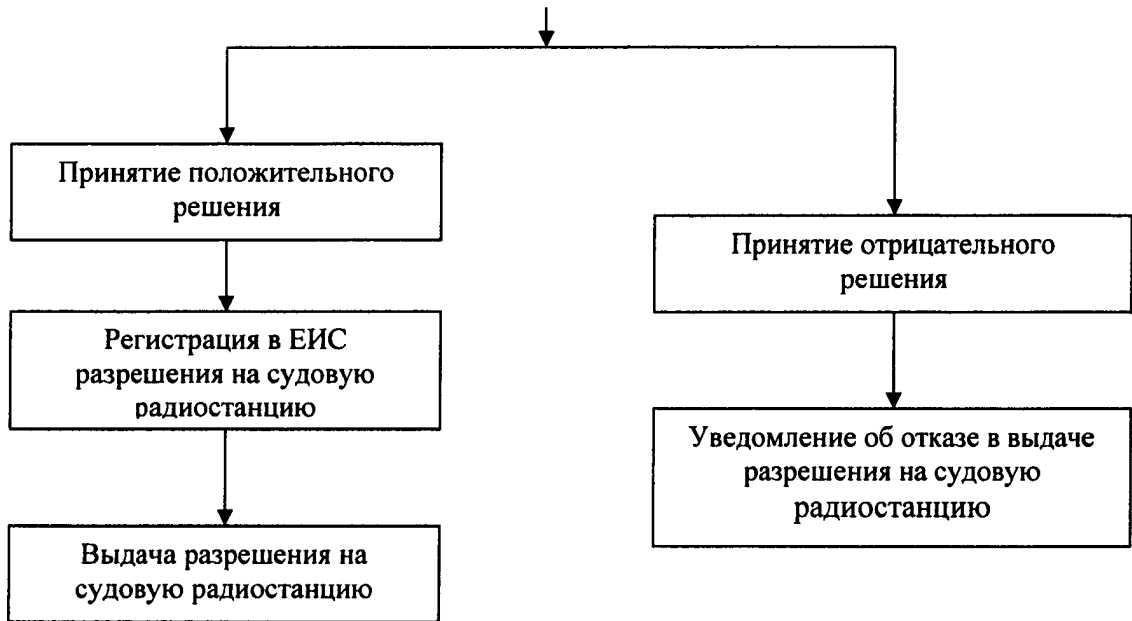 Принятие положительного
решения
Принятие отрицательного
решения
Регистрация в ЕИС
разрешения на судовую
радиостанцию
Уведомление об отказе в выдаче
разрешения на судовую
радиостанцию
Выдача разрешения на
судовую радиостанцию